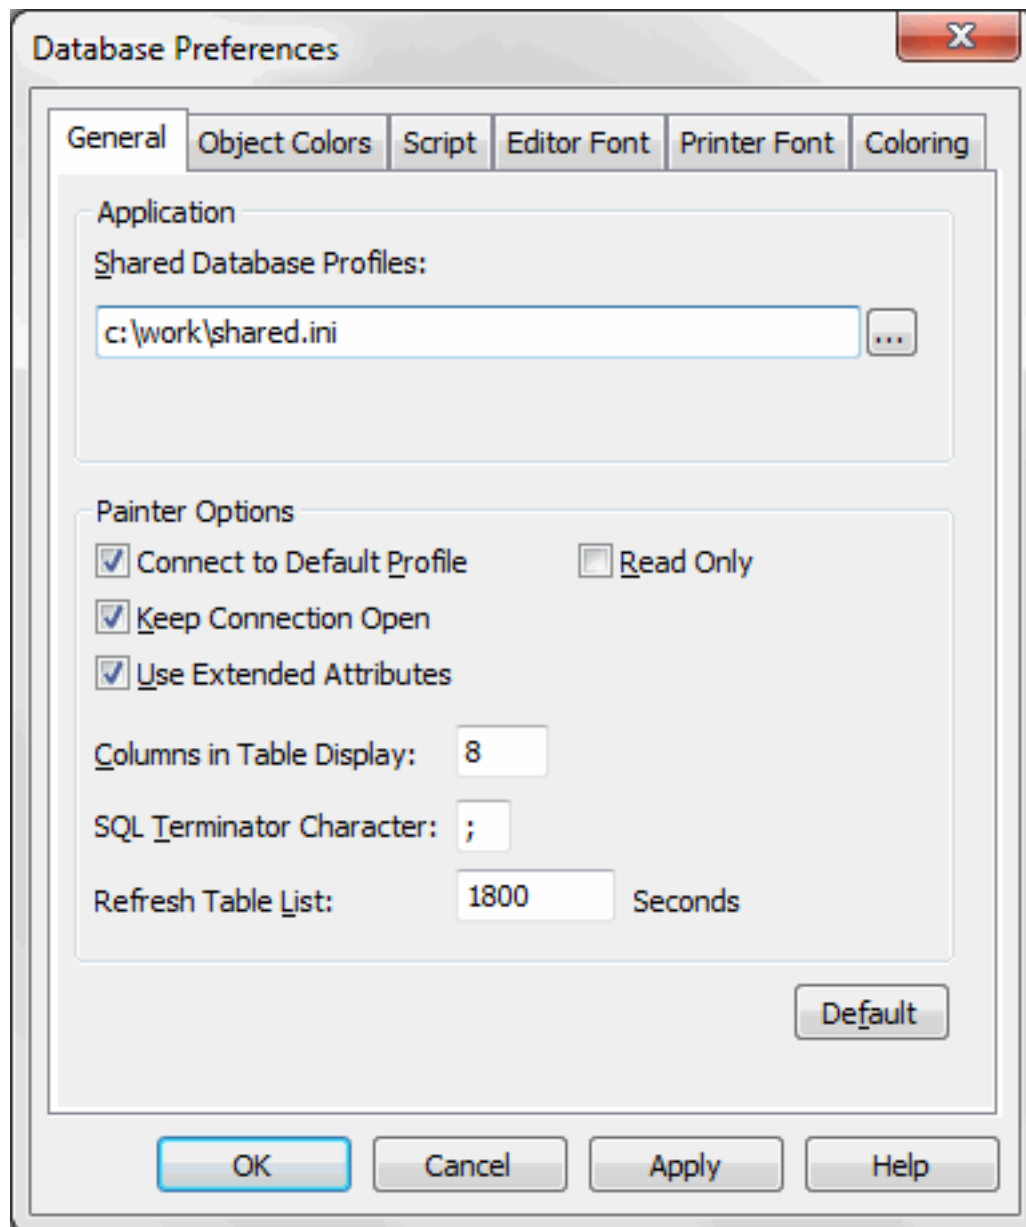 Database Preferences
General Object Colors Script Editor Font Printer Font Coloring
Application
Shared Database Profiles:
c:\work\shared.ini ...
Painter Options
Connect to Default Profile Read Only
Keep Connection Open
Use Extended Attributes
Columns in Table Display: 8
SQL Terminator Character: ;
Refresh Table List: 1800 Seconds
Default
OK Cancel Apply Help